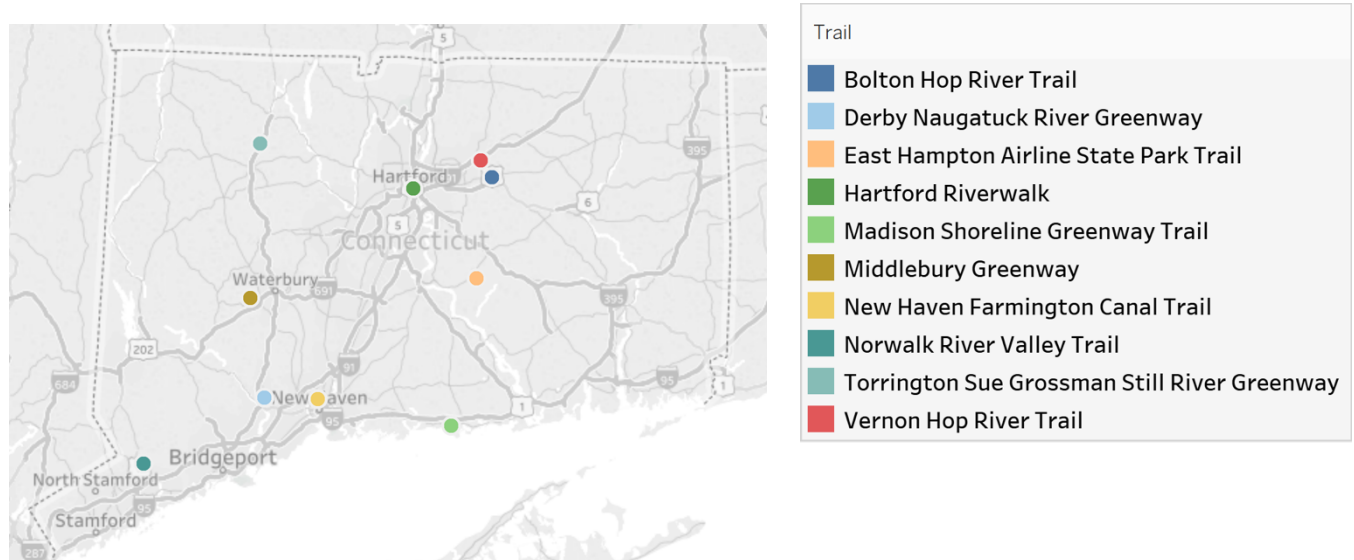 5
395
Hartford
91
6
5
Connecticut
Waterbury
691
395
202
91
684
95
1
New Haven
1
95
Bridgeport
North Stamford
95
Stamford
287
Trail
Bolton Hop River Trail
Derby Naugatuck River Greenway
East Hampton Airline State Park Trail
Hartford Riverwalk
Madison Shoreline Greenway Trail
Middlebury Greenway
New Haven Farmington Canal Trail
Norwalk River Valley Trail
Torrington Sue Grossman Still River Greenway
Vernon Hop River Trail